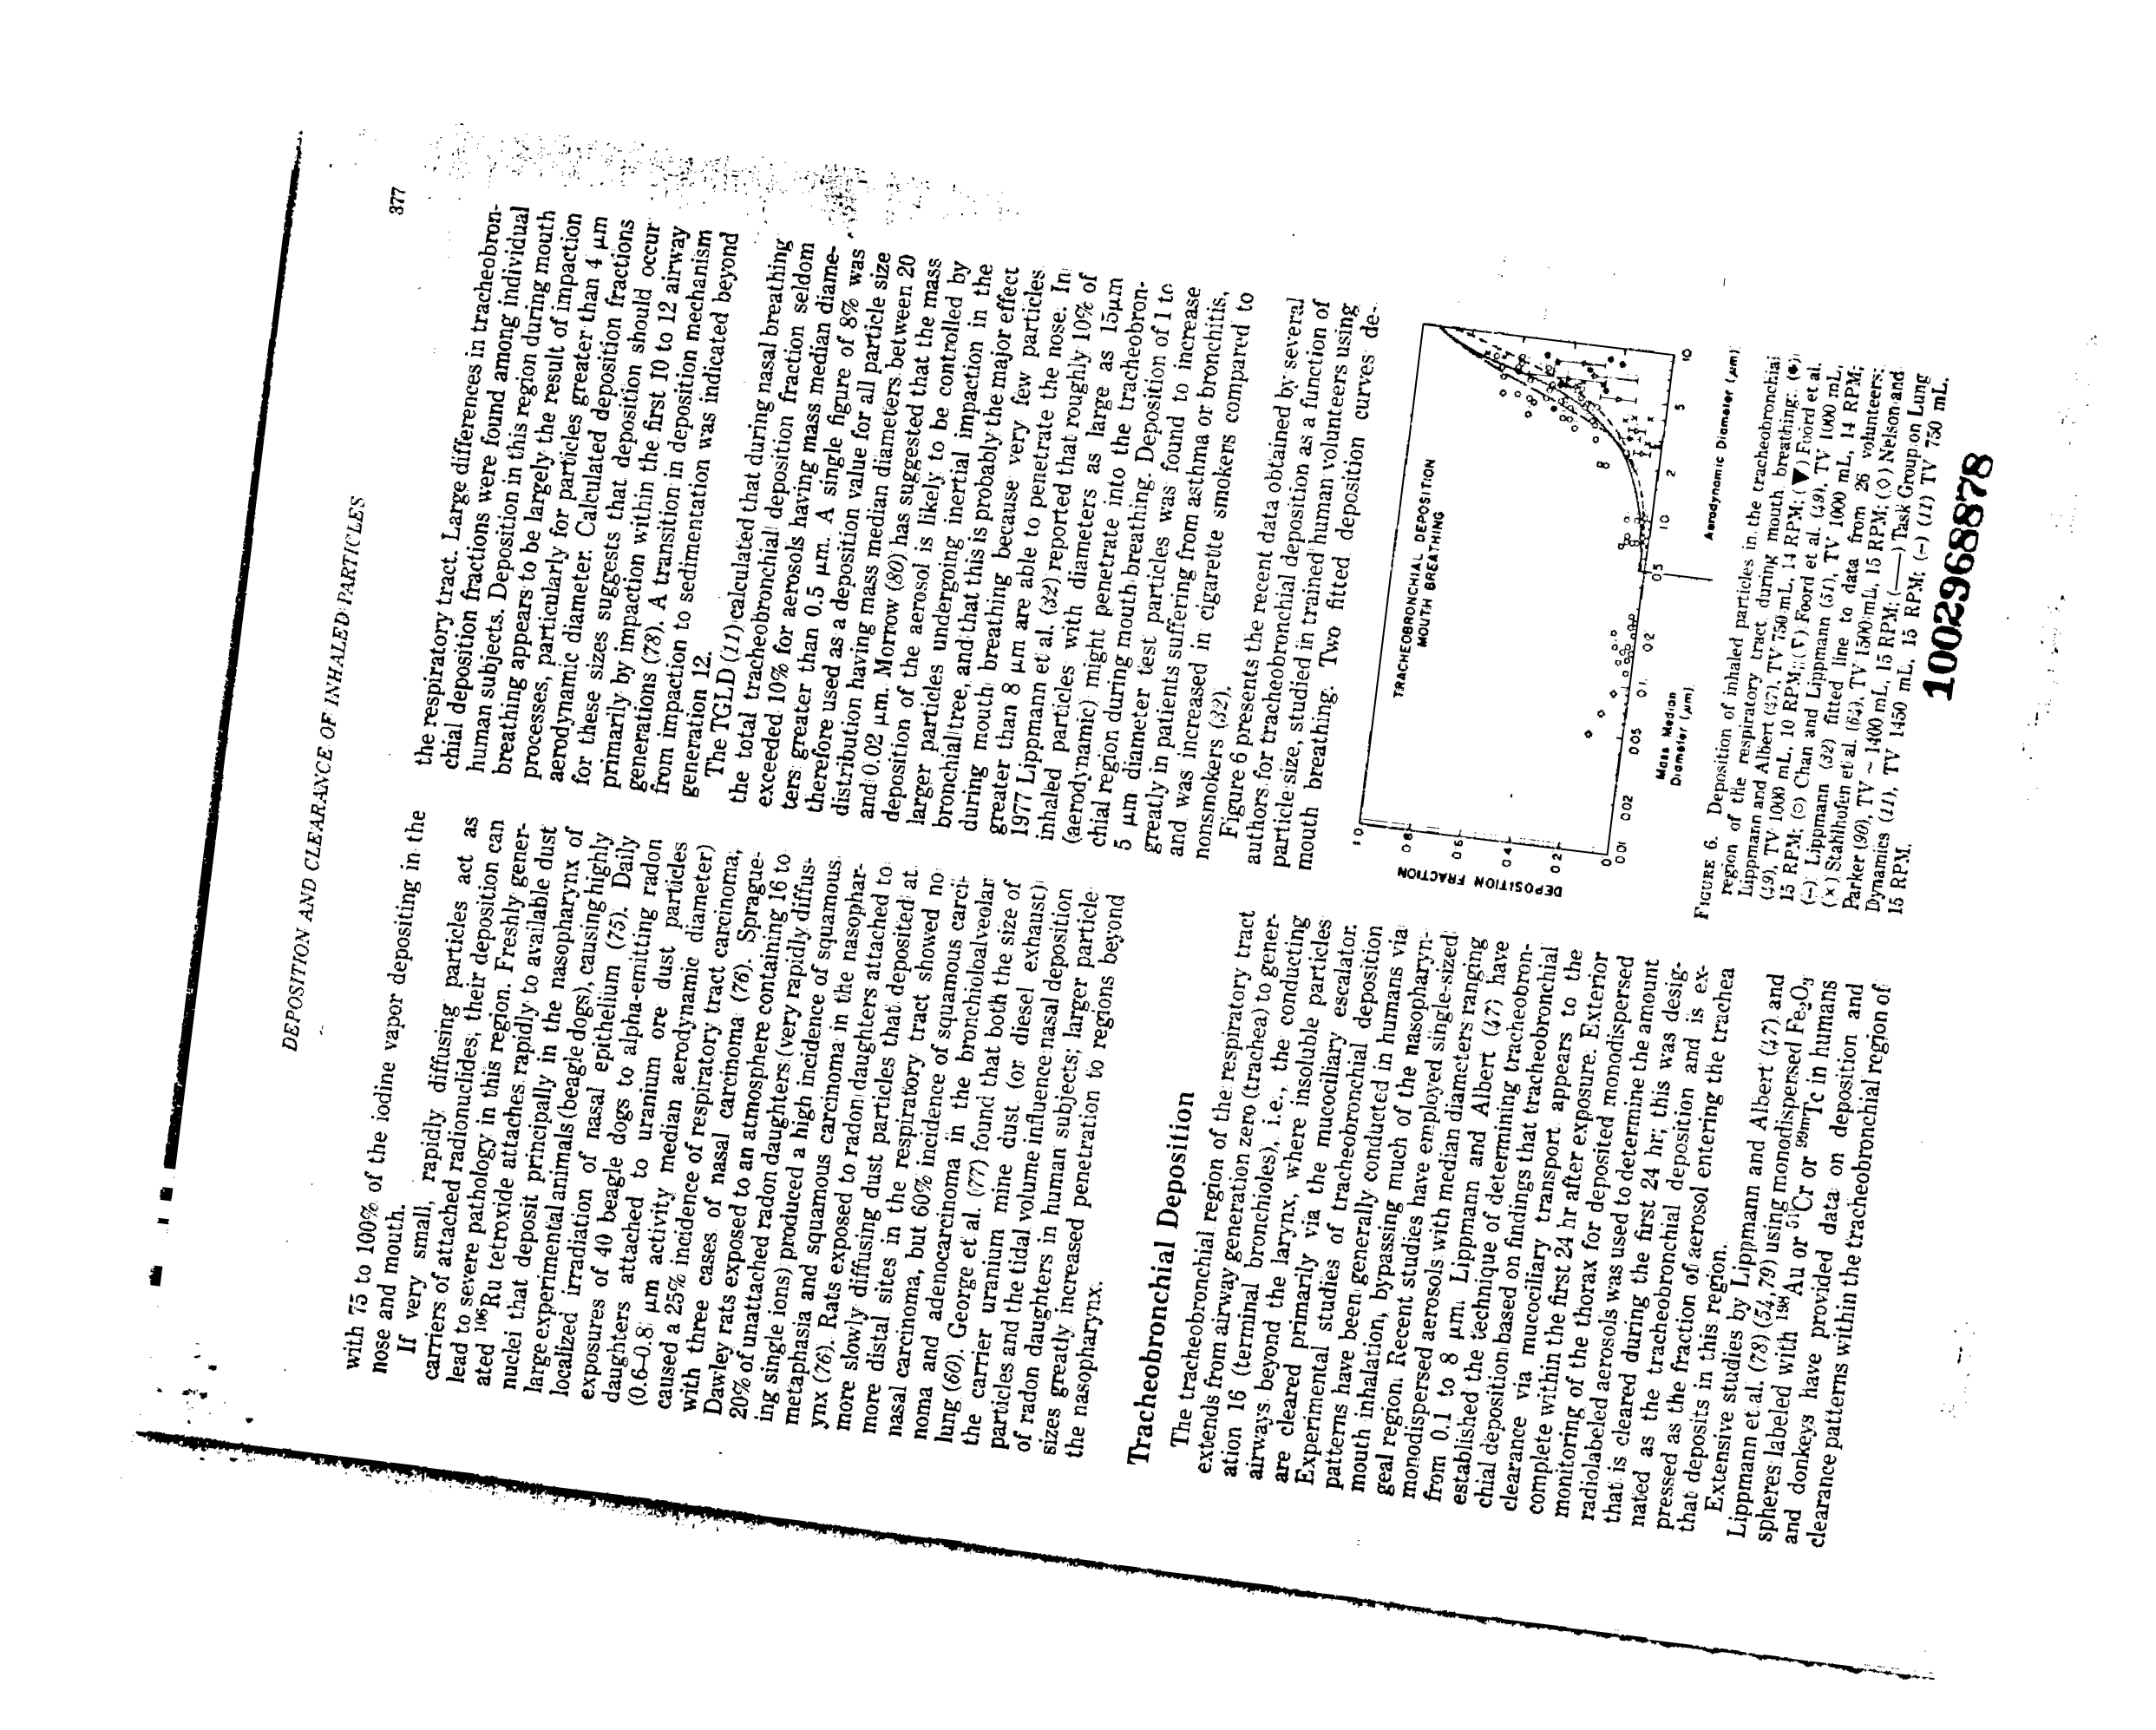 DEPOSITION AND CLEARANCE OF INHALED PARTICLES
377
with 75 to 100% of the iodine vapor depositing in the
nose and mouth.
If very small, rapidly diffusing particles act as
carriers of attached radionuclides, their deposition can
lead to severe pathology in this region. Freshly gener-
ated 106Ru tetroxide attaches rapidly to available dust
nuclei that deposit principally in the nasopharynx of
large experimental animals (beagle dogs), causing highly
localized irradiation of nasal epithelium (75). Daily
exposures of 40 beagle dogs to alpha-emitting radon
daughters attached to uranium ore dust particles
(0.6–0.8 μm activity median aerodynamic diameter)
caused a 25% incidence of respiratory tract carcinoma,
with three cases of nasal carcinoma (76). Sprague-
Dawley rats exposed to an atmosphere containing 16 to
20% of unattached radon daughters (very rapidly diffus-
ing single ions) produced a high incidence of squamous
metaphasia and squamous carcinoma in the nasophar-
ynx (76). Rats exposed to radon daughters attached to
more slowly diffusing dust particles that deposited at
more distal sites in the respiratory tract showed no
nasal carcinoma, but 60% incidence of squamous carci-
noma and adenocarcinoma in the bronchioloalveolar
lung (60). George et al. (77) found that both the size of
the carrier uranium mine dust (or diesel exhaust)
particles and the tidal volume influence nasal deposition
of radon daughters in human subjects; larger particle
sizes greatly increased penetration to regions beyond
the nasopharynx.
Tracheobronchial Deposition
The tracheobronchial region of the respiratory tract
extends from airway generation zero (trachea) to gener-
ation 16 (terminal bronchioles), i.e., the conducting
airways beyond the larynx, where insoluble particles
are cleared primarily via the mucociliary escalator.
Experimental studies of tracheobronchial deposition
patterns have been generally conducted in humans via
mouth inhalation, bypassing much of the nasopharyn-
geal region. Recent studies have employed single-sized
monodispersed aerosols with median diameters ranging
from 0.1 to 8 μm. Lippmann and Albert (47) have
established the technique of determining tracheobron-
chial deposition based on findings that tracheobronchial
clearance via mucociliary transport appears to be
complete within the first 24 hr after exposure. Exterior
monitoring of the thorax for deposited monodispersed
radiolabeled aerosols was used to determine the amount
that is cleared during the first 24 hr; this was desig-
nated as the tracheobronchial deposition and is ex-
pressed as the fraction of aerosol entering the trachea
that deposits in this region.
Extensive studies by Lippmann and Albert (47) and
Lippmann et al. (78) (54,79) using monodispensed Fe2O3
spheres labeled with 198Au or 51Cr or 99mTc in humans
and donkeys have provided data on deposition and
clearance patterns within the tracheobronchial region of
the respiratory tract. Large differences in tracheobron-
chial deposition fractions were found among individual
human subjects. Deposition in this region during mouth
breathing appears to be largely the result of impaction
processes, particularly for particles greater than 4 μm
aerodynamic diameter. Calculated deposition fractions
for these sizes suggests that deposition should occur
primarily by impaction within the first 10 to 12 airway
generations (78). A transition in deposition mechanism
from impaction to sedimentation was indicated beyond
generation 12.
The TGLD (11) calculated that during nasal breathing
the total tracheobronchial deposition fraction seldom
exceeded 10% for aerosols having mass median diame-
ters greater than 0.5 μm. A single figure of 8% was
therefore used as a deposition value for all particle size
distribution having mass median diameters between 20
and 0.02 μm. Morrow (80) has suggested that the mass
deposition of the aerosol is likely to be controlled by
larger particles undergoing inertial impaction in the
bronchial tree, and that this is probably the major effect
during mouth breathing because very few particles
greater than 8 μm are able to penetrate the nose. In
1977 Lippmann et al. (32) reported that roughly 10% of
inhaled particles with diameters as large as 15μm
(aerodynamic) might penetrate into the tracheobron-
chial region during mouth breathing. Deposition of 1 to
5 μm diameter test particles was found to increase
greatly in patients suffering from asthma or bronchitis,
and was increased in cigarette smokers compared to
nonsmokers (32).
Figure 6 presents the recent data obtained by several
authors for tracheobronchial deposition as a function of
particle size, studied in trained human volunteers using
mouth breathing. Two fitted deposition curves de-
TRACHEOBRONCHIAL DEPOSITION
MOUTH BREATHING
DEPOSITION FRACTION
1 0
0 8
0 6
0 4
0 2
0
0 01 0 02 0 05 0 1 0 2 0 5 1 0 2 5 10
Mass Median
Diameter (μm)
Aerodynamic Diameter (μm)
FIGURE 6. Deposition of inhaled particles in the tracheobronchial
region of the respiratory tract during mouth breathing: (●)
Lippmann and Albert (47), TV 750 mL, 14 RPM; (▼) Foord et al.
(49), TV 1000 mL, 10 RPM; (▽) Foord et al. (49), TV 1000 mL,
15 RPM; (○) Chan and Lippmann (51), TV 1000 mL, 14 RPM;
(--) Lippmann (32) fitted line to data from 26 volunteers;
(×) Stahlhofen et al. (64), TV 1500 mL, 15 RPM; (◇) Nelson and
Parker (90), TV ~ 1400 mL, 15 RPM; (—) Task Group on Lung
Dynamics (11), TV 1450 mL, 15 RPM; (–) (11) TV 750 mL,
15 RPM.
1002968878